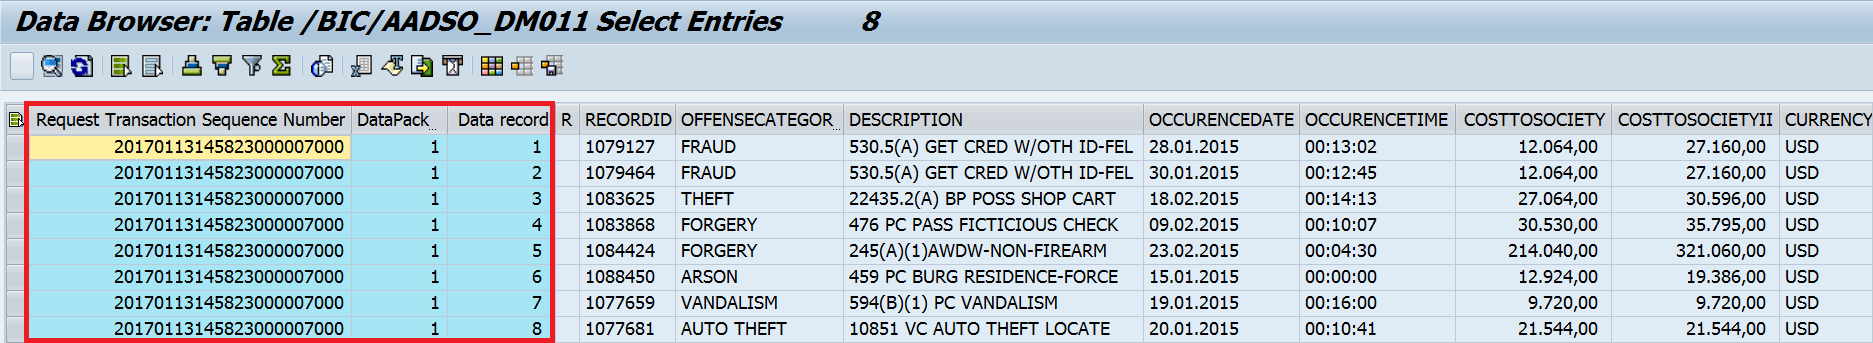 Data Browser: Table /BIC/AADSO_DM011 Select Entries 8
Request Transaction Sequence Number DataPack Data record R RECORDID OFFENSECATEGOR DESCRIPTION OCCURENCEDATE OCCURENCETIME COSTTOSOCIETY COSTTOSOCIETYII CURRENCY
20170113145823000007000 1 1 1079127 FRAUD 530.5(A) GET CRED W/OTH ID-FEL 28.01.2015 00:13:02 12.064,00 27.160,00 USD
20170113145823000007000 1 2 1079464 FRAUD 530.5(A) GET CRED W/OTH ID-FEL 30.01.2015 00:12:45 12.064,00 27.160,00 USD
20170113145823000007000 1 3 1083625 THEFT 22435.2(A) BP POSS SHOP CART 18.02.2015 00:14:13 27.064,00 30.596,00 USD
20170113145823000007000 1 4 1083868 FORGERY 476 PC PASS FICTICIOUS CHECK 09.02.2015 00:10:07 30.530,00 35.795,00 USD
20170113145823000007000 1 5 1084424 FORGERY 245(A)(1)AWDW-NON-FIREARM 23.02.2015 00:04:30 214.040,00 321.060,00 USD
20170113145823000007000 1 6 1088450 ARSON 459 PC BURG RESIDENCE-FORCE 15.01.2015 00:00:00 12.924,00 19.386,00 USD
20170113145823000007000 1 7 1077659 VANDALISM 594(B)(1) PC VANDALISM 19.01.2015 00:16:00 9.720,00 9.720,00 USD
20170113145823000007000 1 8 1077681 AUTO THEFT 10851 VC AUTO THEFT LOCATE 20.01.2015 00:10:41 21.544,00 21.544,00 USD